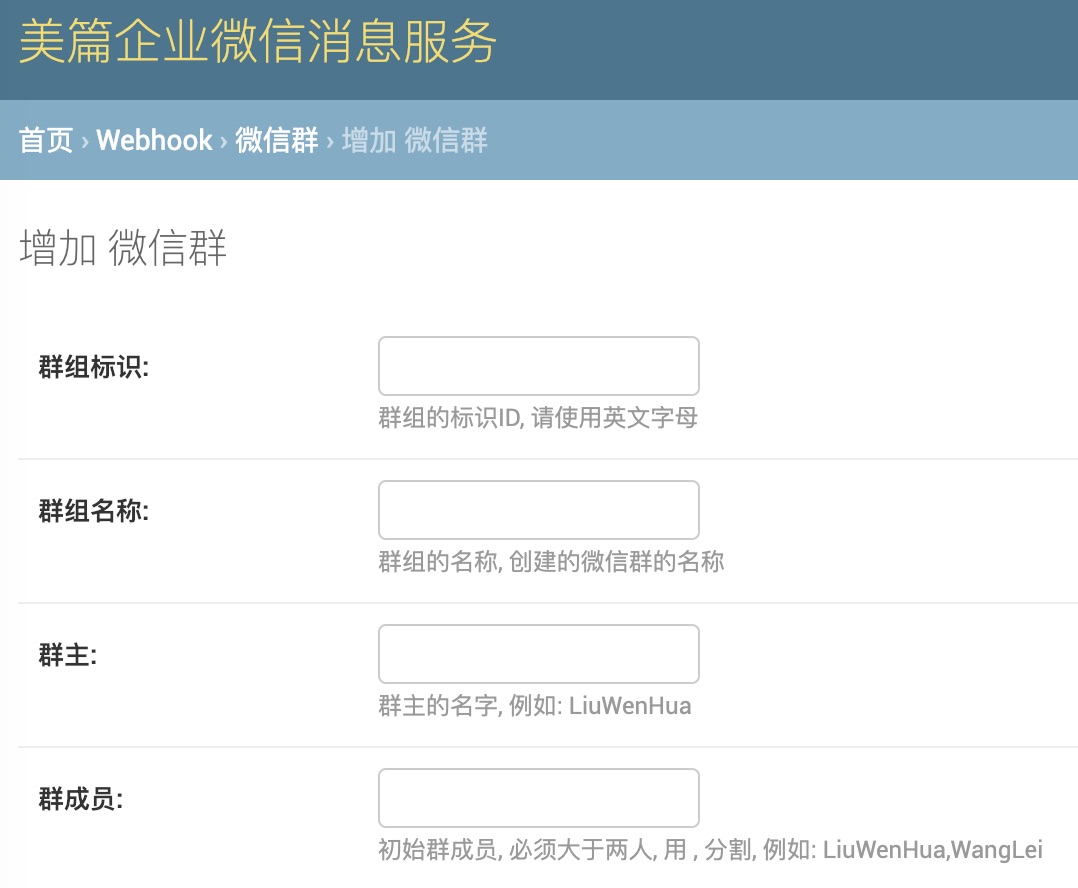 美篇企业微信消息服务
首页 › Webhook › 微信群 › 增加 微信群
增加 微信群
群组标识:
群组的标识ID, 请使用英文字母
群组名称:
群组的名称, 创建的微信群的名称
群主:
群主的名字, 例如: LiuWenHua
群成员:
初始群成员, 必须大于两人, 用 , 分割, 例如: LiuWenHua,WangLei